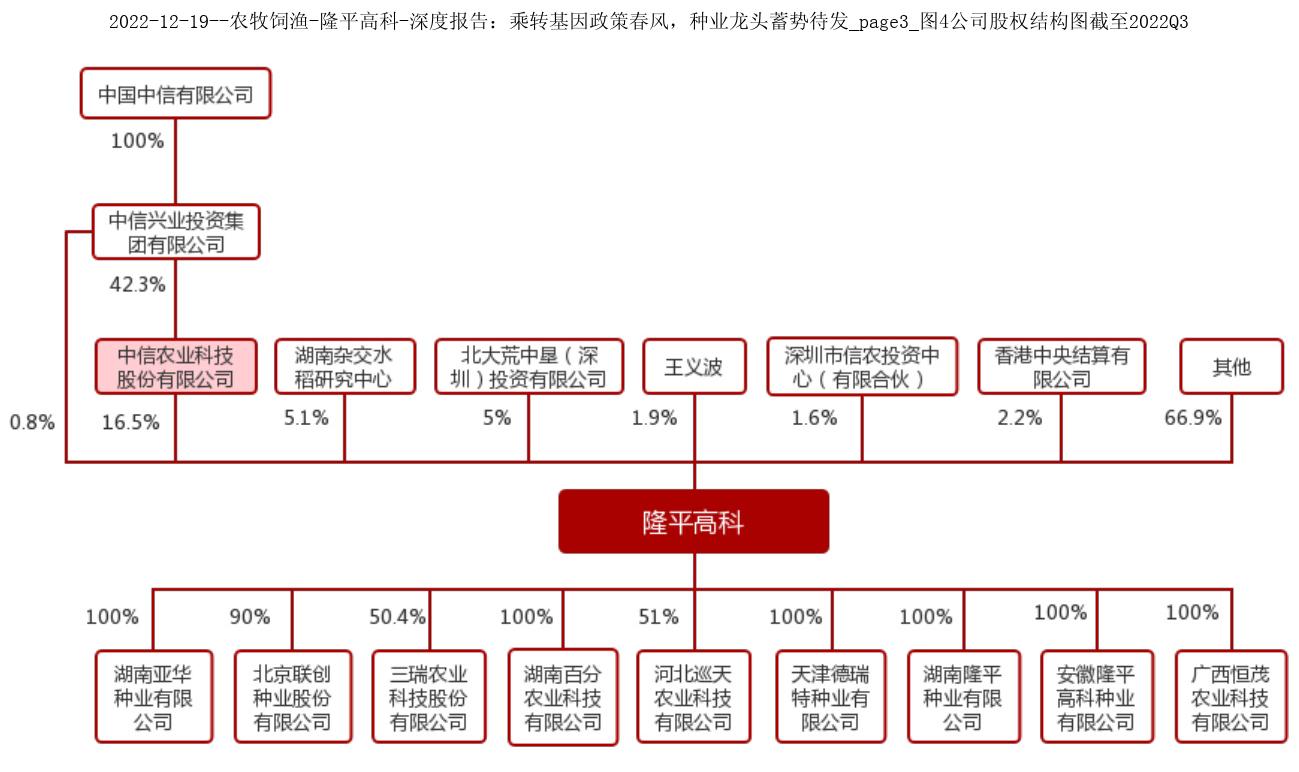 2022-12-19--农牧饲渔-隆平高科-深度报告：乘转基因政策春风，种业龙头蓄势待发_page3_图4公司股权结构图截至2022Q3
中国中信有限公司
100%
中信兴业投资集
团有限公司
42.3%
中信农业科技
股份有限公司
湖南杂交水
稻研究中心
北大荒中垦（深
圳）投资有限公司
王义波
深圳市信农投资中
心（有限合伙）
香港中央结算有
限公司
其他
0.8%
16.5%
5.1%
5%
1.9%
1.6%
2.2%
66.9%
隆平高科
100%
90%
50.4%
100%
51%
100%
100%
100%
100%
湖南亚华
种业有限
公司
北京联创
种业股份
有限公司
三瑞农业
科技股份
有限公司
湖南百分
农业科技
有限公司
河北巡天
农业科技
有限公司
天津德瑞
特种业有
限公司
湖南隆平
种业有限
公司
安徽隆平
高科种业
有限公司
广西恒茂
农业科技
有限公司